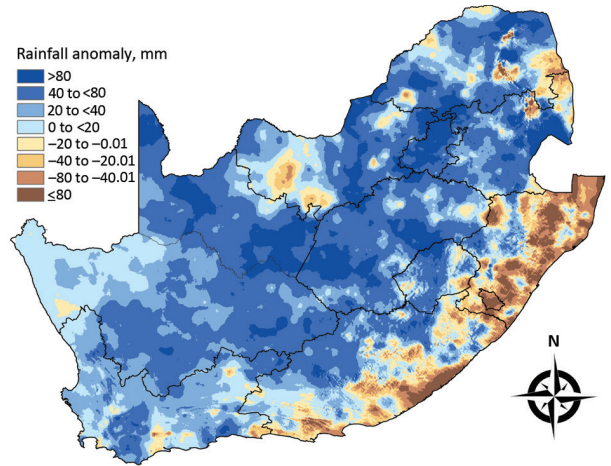 Rainfall anomaly, mm
>80
40 to <80
20 to <40
0 to <20
–20 to –0.01
–40 to –20.01
–80 to –40.01
≤80
N